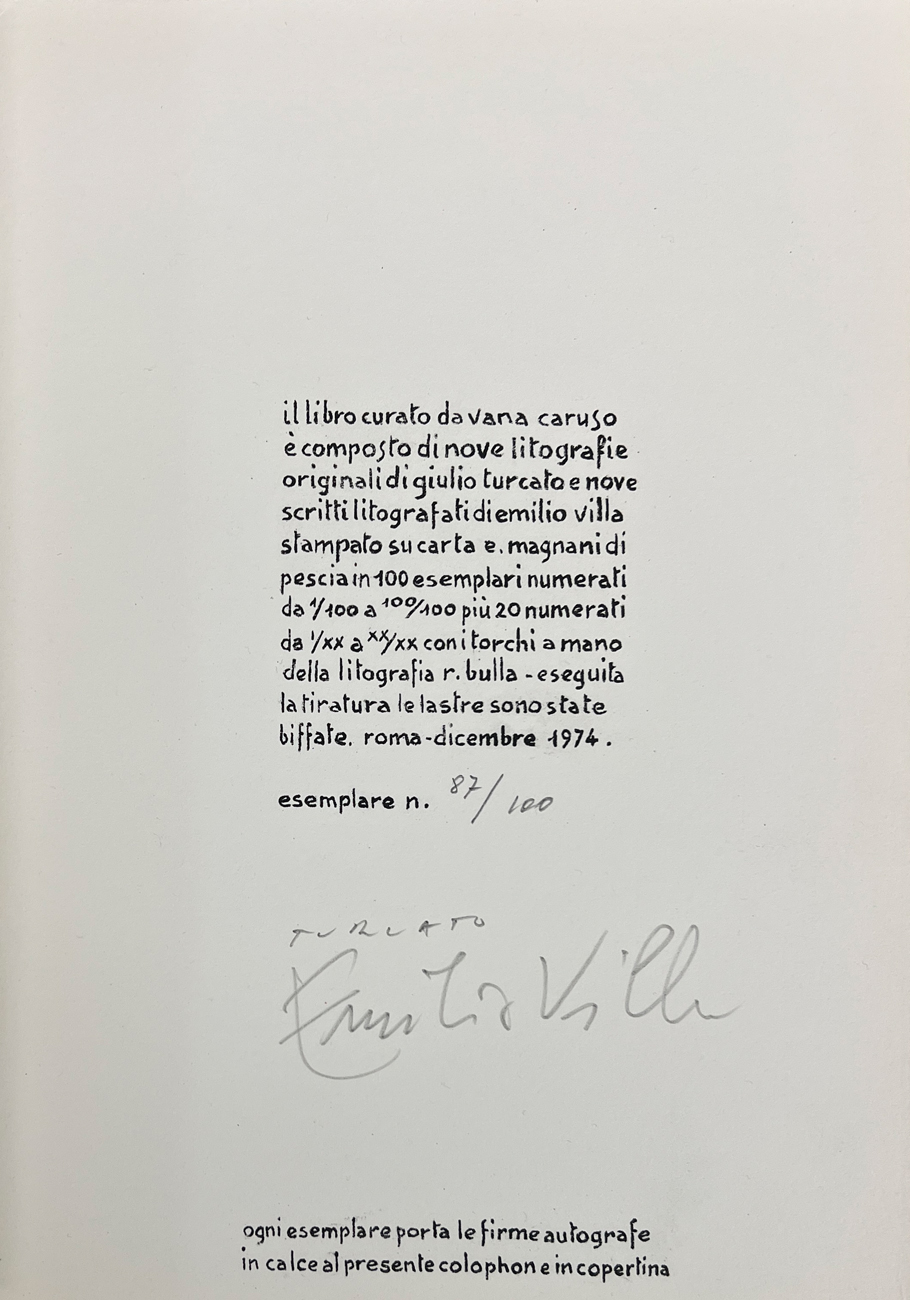 il libro curato da vana caruso
è composto di nove litografie
originali di giulio turcato e nove
scritti litografati di emilio villa
stampato su carta e. magnani di
pescia in 100 esemplari numerati
da 1/100 a 100/100 più 20 numerati
da 1/xx a xx/xx con i torchi a mano
della litografia r. bulla - eseguita
la tiratura le lastre sono state
biffate. roma - dicembre 1974.
esemplare n. 87/100
TURCATO
Emilio Villa
ogni esemplare porta le firme autografe
in calce al presente colophon e in copertina